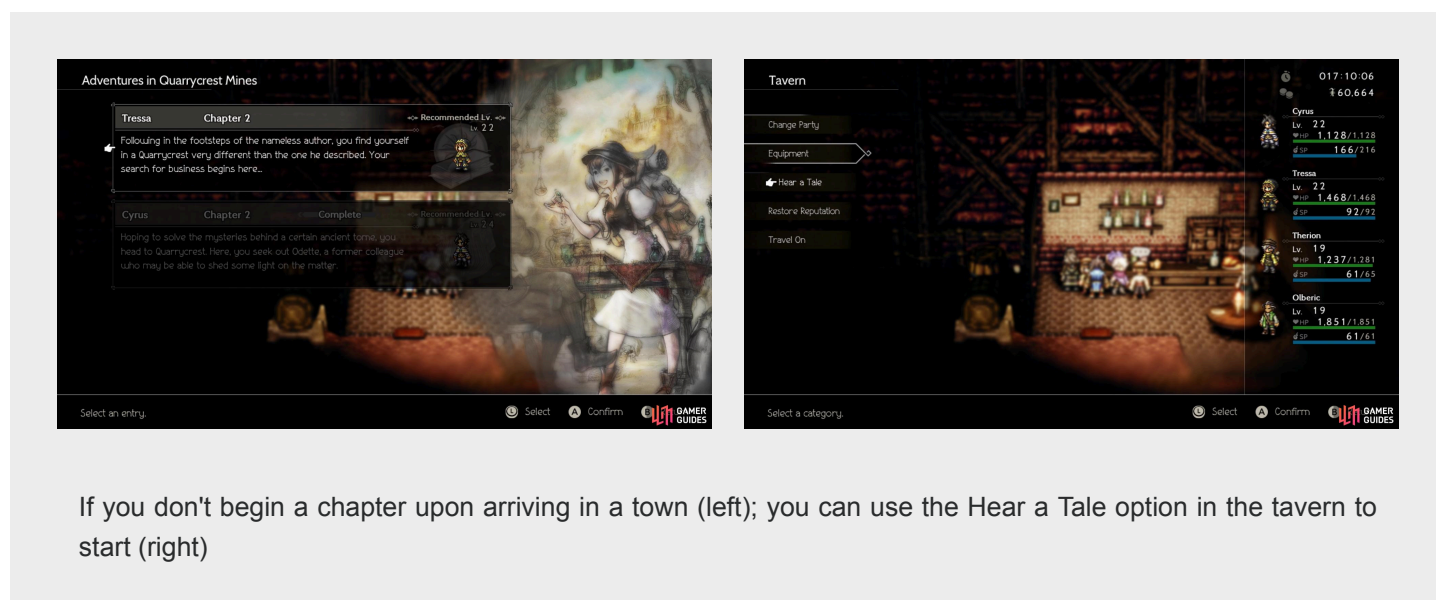 Adventures in Quarrycrest Mines
Tressa Chapter 2 Recommended Lv.
Lv. 22
Following in the footsteps of the nameless author, you find yourself
in a Quarrycrest very different than the one he described. Your
search for business begins here...
Cyrus Chapter 2 Complete Recommended Lv.
Lv. 24
Hoping to solve the mysteries behind a certain ancient tome, you
head to Quarrycrest. Here, you seek out Odette, a former colleague
who may be able to shed some light on the matter.
Select an entry.
L Select A Confirm B
GAMER
GUIDES
Tavern
Change Party
Equipment
Hear a Tale
Restore Reputation
Travel On
017:10:06
60,664
Cyrus
Lv. 22
HP 1,128/1,128
SP 166/216
Tressa
Lv. 22
HP 1,468/1,468
SP 92/92
Therion
Lv. 19
HP 1,237/1,281
SP 61/65
Olberic
Lv. 19
HP 1,851/1,851
SP 61/61
Select a category.
L Select A Confirm B
GAMER
GUIDES
If you don't begin a chapter upon arriving in a town (left); you can use the Hear a Tale option in the tavern to
start (right)